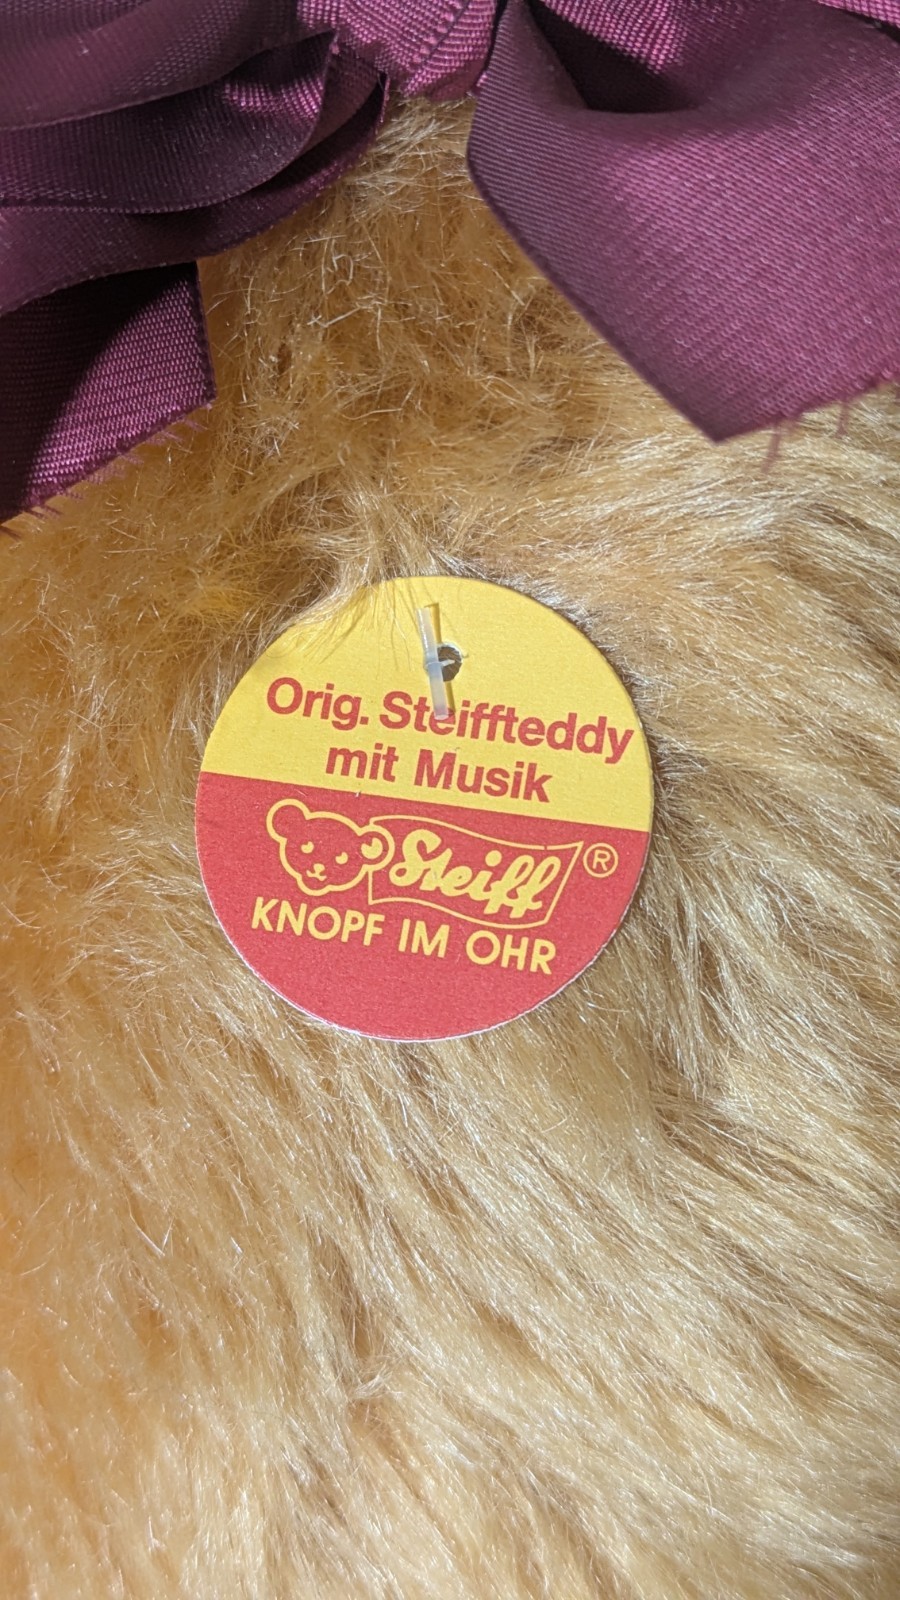 Orig. Steiffteddy
mit Musik
Steiff ®
KNOPF IM OHR